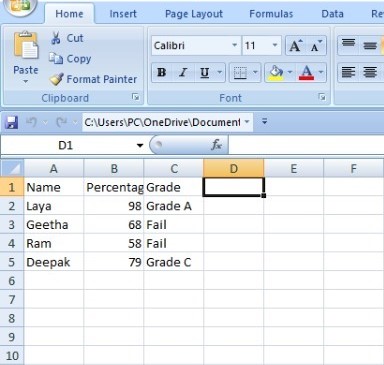 Home Insert Page Layout Formulas Data Re
Cut
Calibri 11 A A
Copy
Paste
Format Painter
B I U A
Clipboard Font
C:\Users\PC\OneDrive\Document
D1 fx
A B C D E F
1 Name Percentag Grade
2 Laya 98 Grade A
3 Geetha 68 Fail
4 Ram 58 Fail
5 Deepak 79 Grade C
6
7
8
9
10